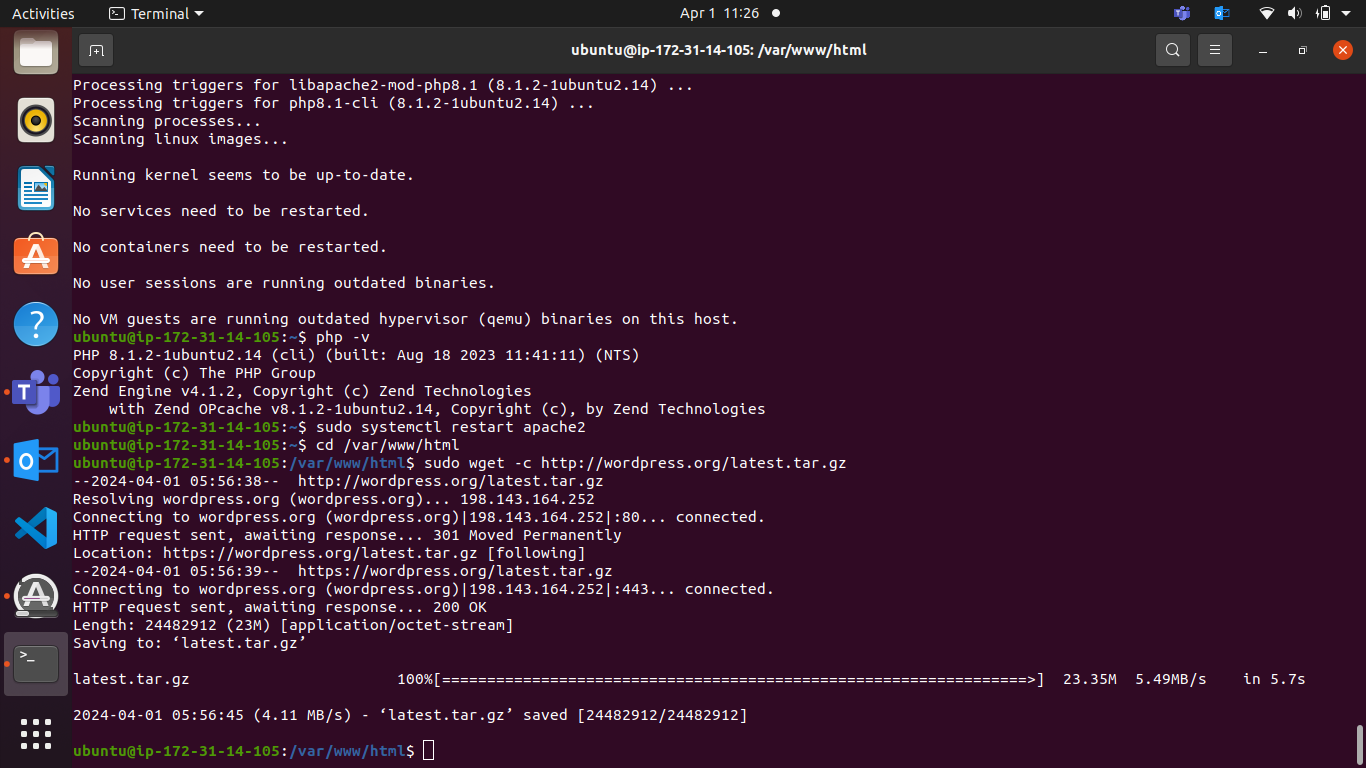 Activities
Terminal
Apr 1 11:26
ubuntu@ip-172-31-14-105: /var/www/html
Processing triggers for libapache2-mod-php8.1 (8.1.2-1ubuntu2.14) ...
Processing triggers for php8.1-cli (8.1.2-1ubuntu2.14) ...
Scanning processes...
Scanning linux images...
Running kernel seems to be up-to-date.
No services need to be restarted.
No containers need to be restarted.
No user sessions are running outdated binaries.
No VM guests are running outdated hypervisor (qemu) binaries on this host.
ubuntu@ip-172-31-14-105:~$ php -v
PHP 8.1.2-1ubuntu2.14 (cli) (built: Aug 18 2023 11:41:11) (NTS)
Copyright (c) The PHP Group
Zend Engine v4.1.2, Copyright (c) Zend Technologies
    with Zend OPcache v8.1.2-1ubuntu2.14, Copyright (c), by Zend Technologies
ubuntu@ip-172-31-14-105:~$ sudo systemctl restart apache2
ubuntu@ip-172-31-14-105:~$ cd /var/www/html
ubuntu@ip-172-31-14-105:/var/www/html$ sudo wget -c http://wordpress.org/latest.tar.gz
--2024-04-01 05:56:38--  http://wordpress.org/latest.tar.gz
Resolving wordpress.org (wordpress.org)... 198.143.164.252
Connecting to wordpress.org (wordpress.org)|198.143.164.252|:80... connected.
HTTP request sent, awaiting response... 301 Moved Permanently
Location: https://wordpress.org/latest.tar.gz [following]
--2024-04-01 05:56:39--  https://wordpress.org/latest.tar.gz
Connecting to wordpress.org (wordpress.org)|198.143.164.252|:443... connected.
HTTP request sent, awaiting response... 200 OK
Length: 24482912 (23M) [application/octet-stream]
Saving to: ‘latest.tar.gz’
latest.tar.gz                       100%[=================================================================>]  23.35M  5.49MB/s    in 5.7s
2024-04-01 05:56:45 (4.11 MB/s) - ‘latest.tar.gz’ saved [24482912/24482912]
ubuntu@ip-172-31-14-105:/var/www/html$